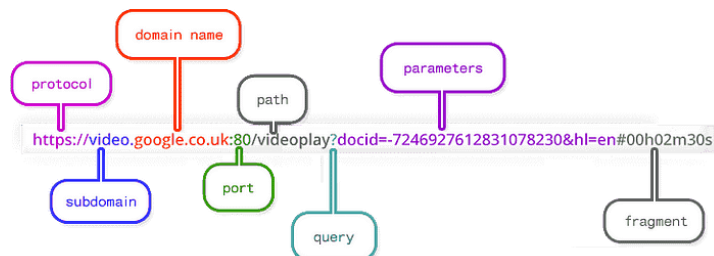 domain name
protocol
parameters
path
https://video.google.co.uk:80/videoplay?docid=-7246927612831078230&hl=en#00h02m30s
subdomain
port
query
fragment